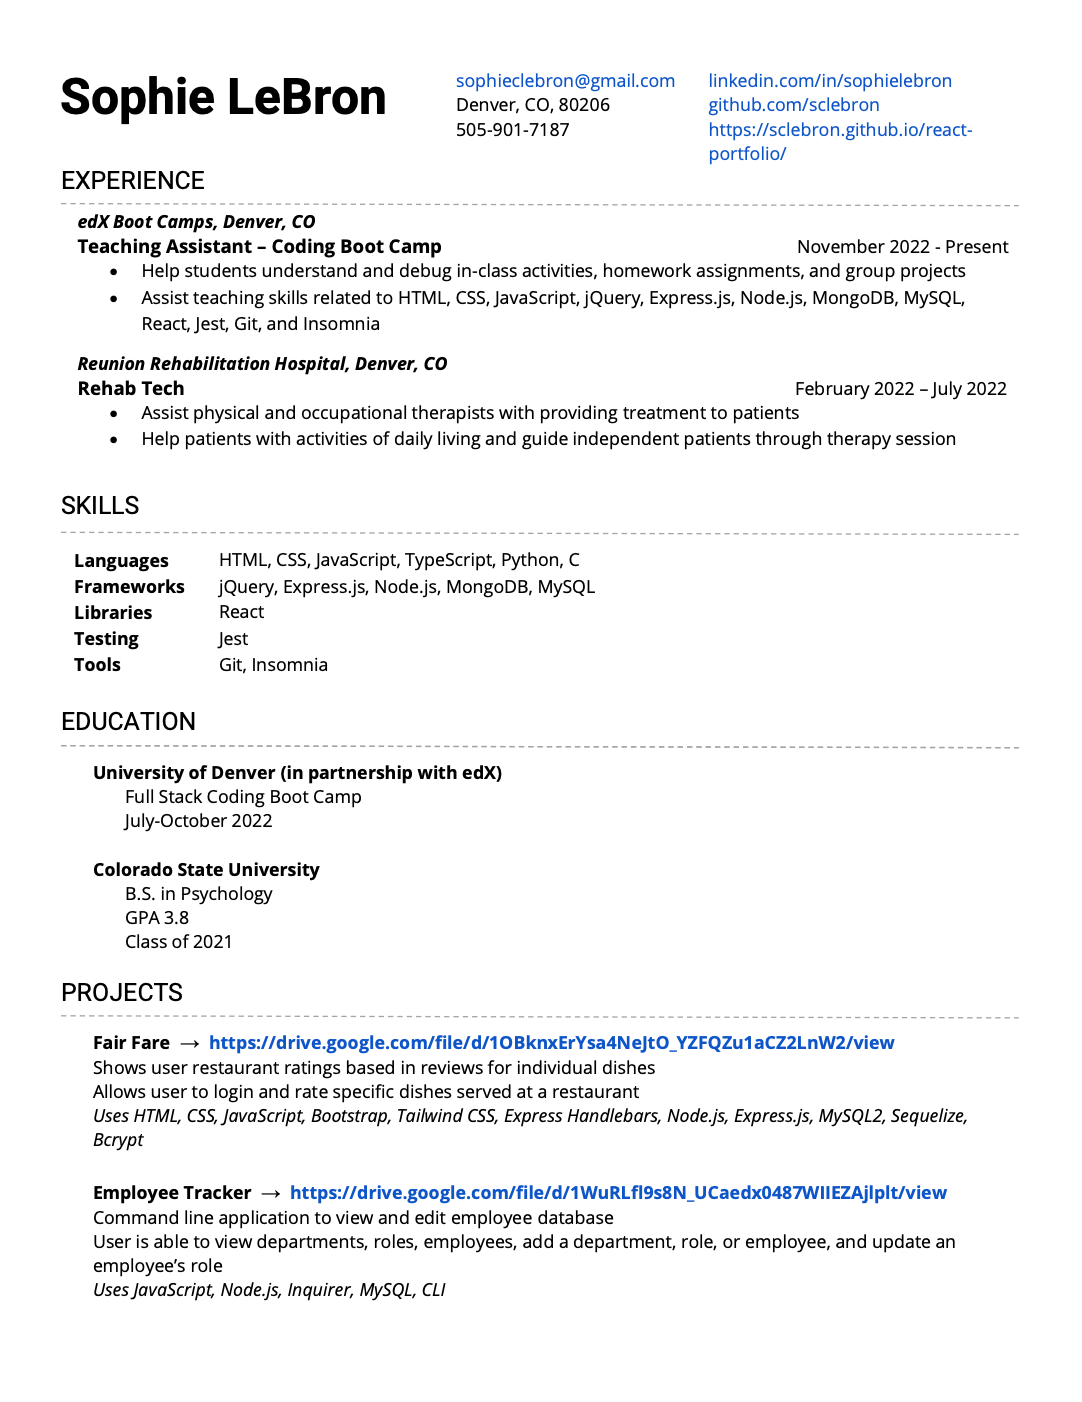 Sophie LeBron
sophieclebron@gmail.com
Denver, CO, 80206
505-901-7187
linkedin.com/in/sophielebron
github.com/sclebron
https://sclebron.github.io/react-
portfolio/
EXPERIENCE
edX Boot Camps, Denver, CO
Teaching Assistant – Coding Boot Camp November 2022 - Present
• Help students understand and debug in-class activities, homework assignments, and group projects
• Assist teaching skills related to HTML, CSS, JavaScript, jQuery, Express.js, Node.js, MongoDB, MySQL,
React, Jest, Git, and Insomnia
Reunion Rehabilitation Hospital, Denver, CO
Rehab Tech February 2022 – July 2022
• Assist physical and occupational therapists with providing treatment to patients
• Help patients with activities of daily living and guide independent patients through therapy session
SKILLS
Languages HTML, CSS, JavaScript, TypeScript, Python, C
Frameworks jQuery, Express.js, Node.js, MongoDB, MySQL
Libraries React
Testing Jest
Tools Git, Insomnia
EDUCATION
University of Denver (in partnership with edX)
Full Stack Coding Boot Camp
July-October 2022
Colorado State University
B.S. in Psychology
GPA 3.8
Class of 2021
PROJECTS
Fair Fare → https://drive.google.com/file/d/1OBknxErYsa4NeJtO_YZFQZu1aCZ2LnW2/view
Shows user restaurant ratings based in reviews for individual dishes
Allows user to login and rate specific dishes served at a restaurant
Uses HTML, CSS, JavaScript, Bootstrap, Tailwind CSS, Express Handlebars, Node.js, Express.js, MySQL2, Sequelize,
Bcrypt
Employee Tracker → https://drive.google.com/file/d/1WuRLfl9s8N_UCaedx0487WIIEZAjlplt/view
Command line application to view and edit employee database
User is able to view departments, roles, employees, add a department, role, or employee, and update an
employee’s role
Uses JavaScript, Node.js, Inquirer, MySQL, CLI